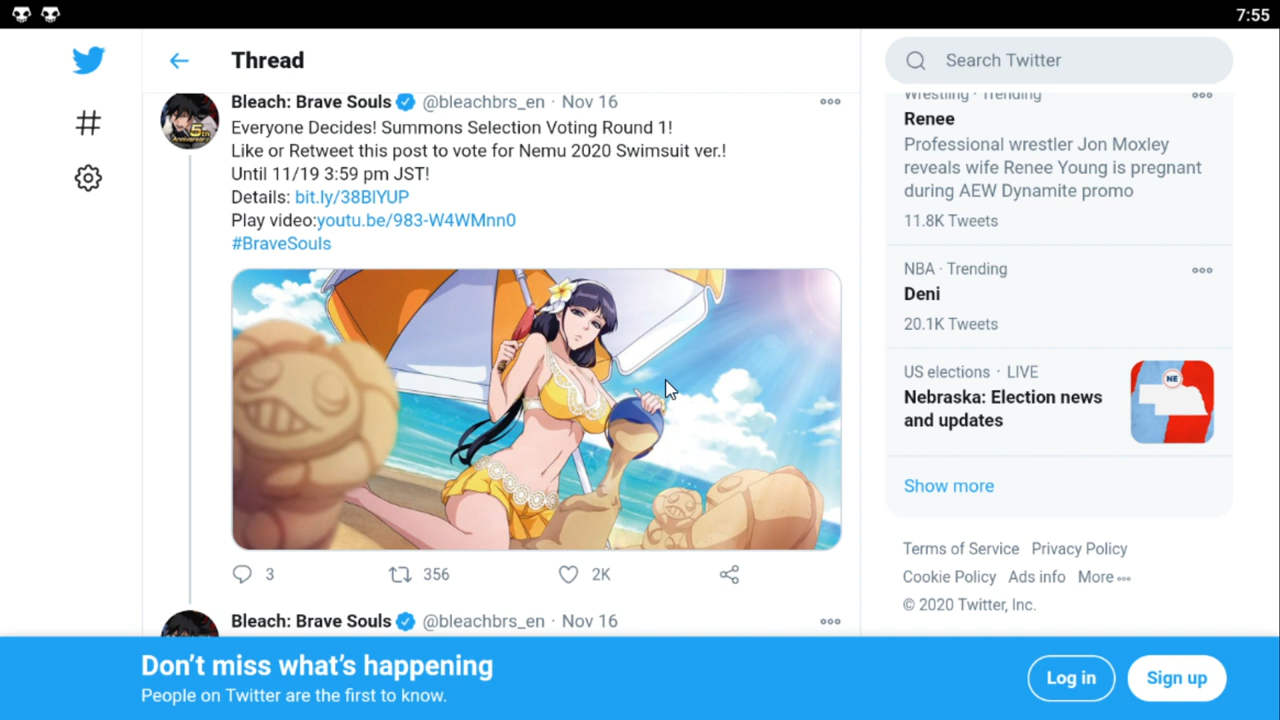 7:55
Thread
Bleach: Brave Souls @bleachbrs_en · Nov 16
Everyone Decides! Summons Selection Voting Round 1!
Like or Retweet this post to vote for Nemu 2020 Swimsuit ver.!
Until 11/19 3:59 pm JST!
Details: bit.ly/38BlYUP
Play video:youtu.be/983-W4WMnn0
#BraveSouls
3 356 2K
Bleach: Brave Souls @bleachbrs_en · Nov 16
Search Twitter
Wrestling · Trending
Renee
Professional wrestler Jon Moxley
reveals wife Renee Young is pregnant
during AEW Dynamite promo
11.8K Tweets
NBA · Trending
Deni
20.1K Tweets
US elections · LIVE
Nebraska: Election news
and updates
NE
Show more
Terms of Service Privacy Policy
Cookie Policy Ads info More
© 2020 Twitter, Inc.
Don't miss what's happening
People on Twitter are the first to know.
Log in Sign up